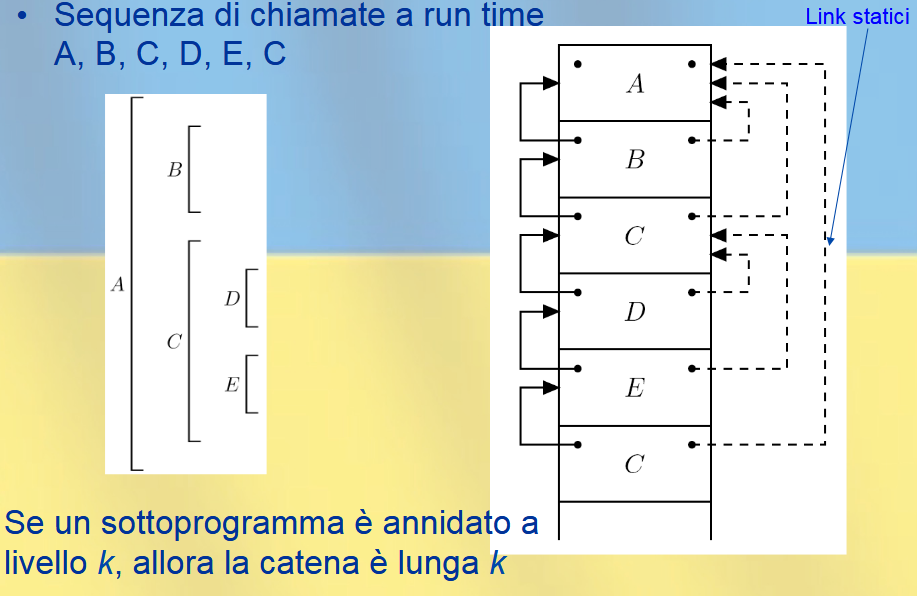 • Sequenza di chiamate a run time
A, B, C, D, E, C
Link statici
A
B
C
D
E
A
B
C
D
E
C
Se un sottoprogramma è annidato a
livello k, allora la catena è lunga k